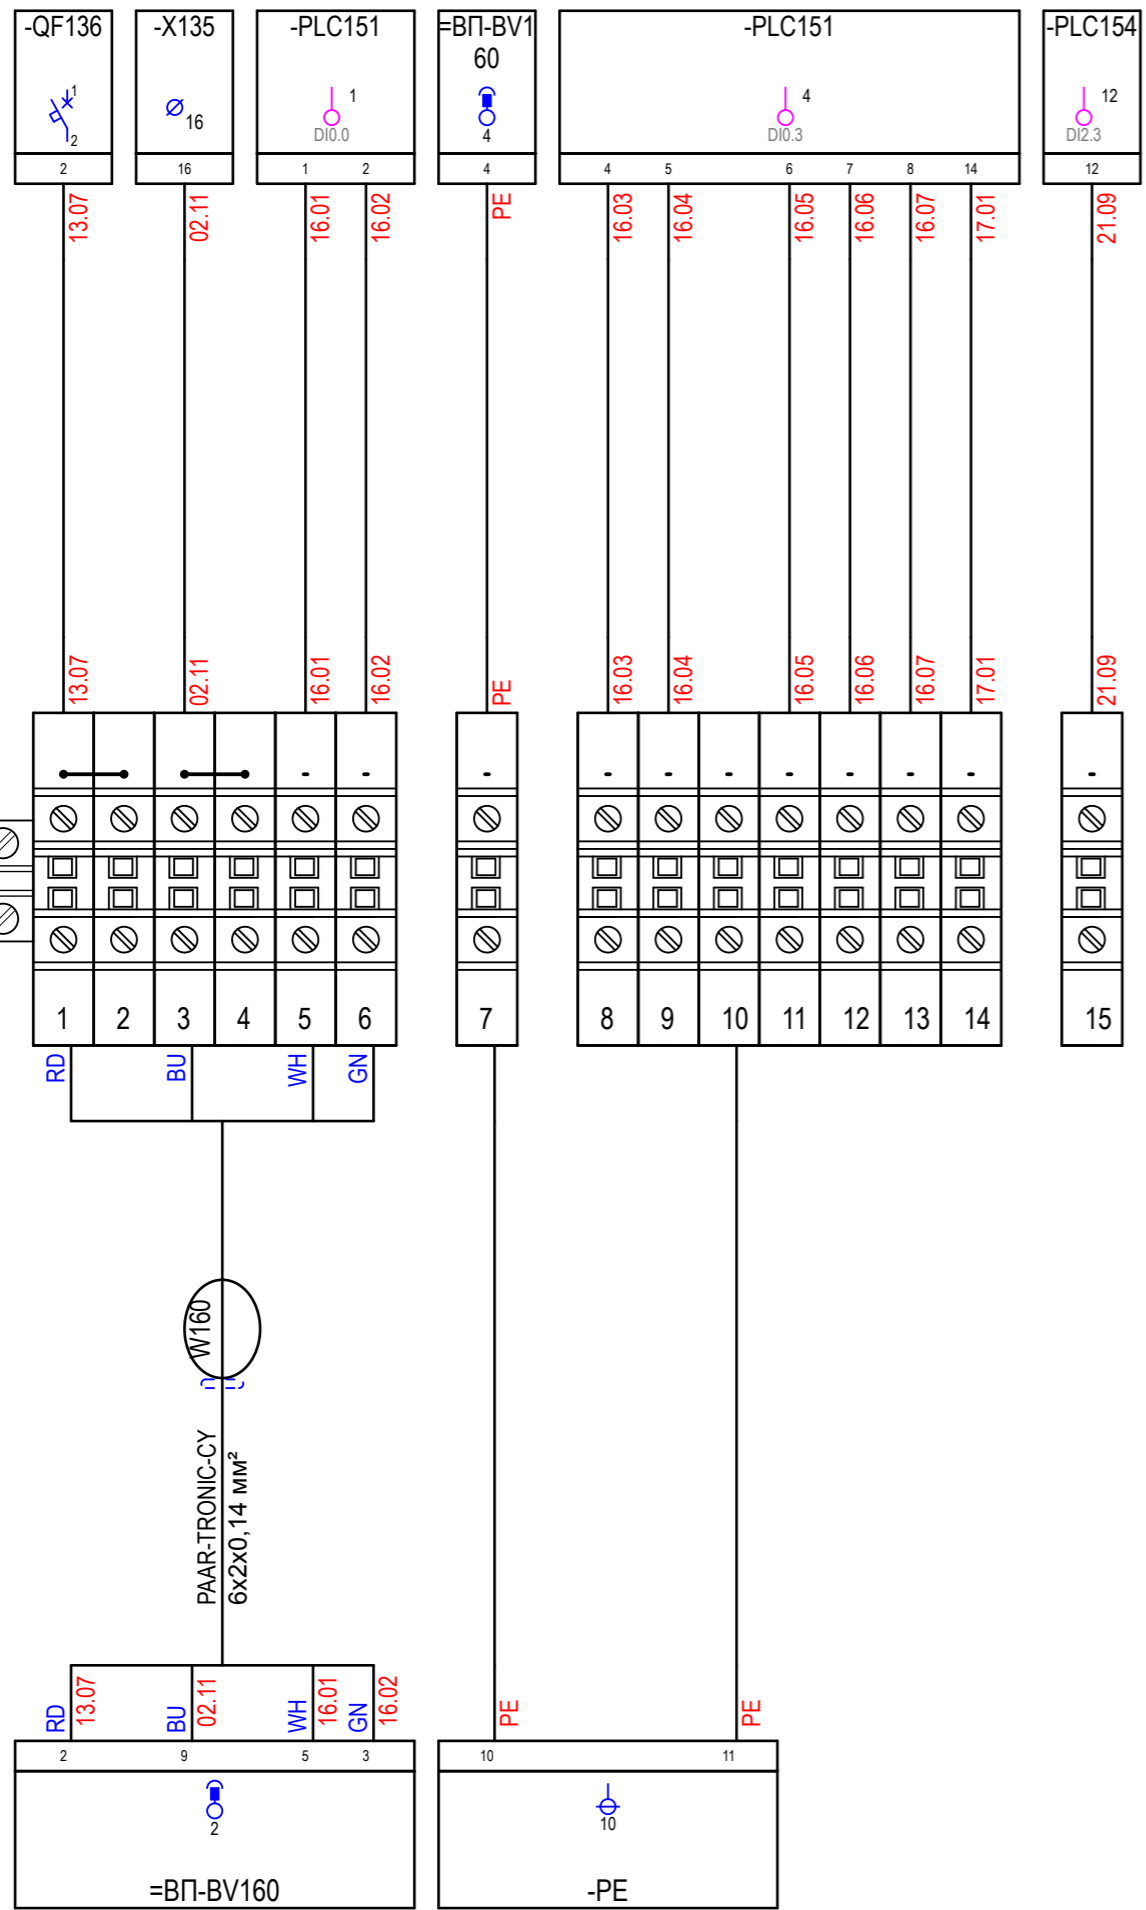 -QF136 -X135 -PLC151 =ВП-BV1 -PLC151 -PLC154
60
1 1 4 12
16
2 DI0.0 4 DI0.3 DI2.3
2 16 1 2 4 4 5 6 7 8 14 12
13.07 02.11 16.01 16.02 PE 16.03 16.04 16.05 16.06 16.07 17.01 21.09
13.07 02.11 16.01 16.02 PE 16.03 16.04 16.05 16.06 16.07 17.01 21.09
1 2 3 4 5 6 7 8 9 10 11 12 13 14 15
RD BU WH GN
W160
PAAR-TRONIC-CY
6x2x0,14 мм²
RD 13.07 BU 02.11 WH 16.01 GN 16.02 PE PE
2 9 5 3 10 11
2 10
=ВП-BV160 -PE